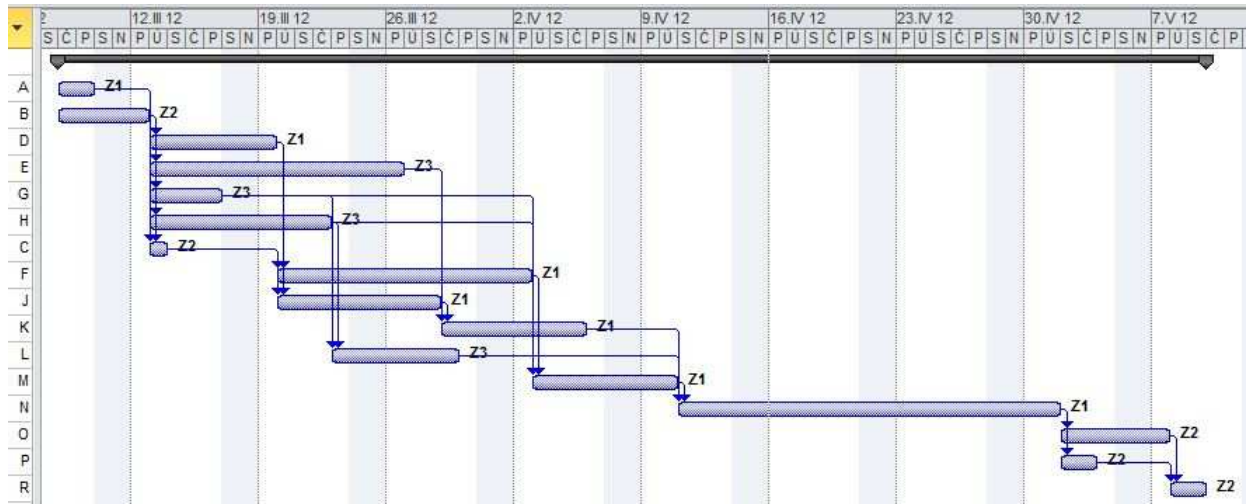 2 12.III 12 19.III 12 26.III 12 2.IV 12 9.IV 12 16.IV 12 23.IV 12 30.IV 12 7.V 12
S Č P S N P Ú S Č P S N P Ú S Č P S N P Ú S Č P S N P Ú S Č P S N P Ú S Č P S N P Ú S Č P S N P Ú S Č P S N P Ú S Č P S N P Ú S Č P
A Z1
B Z2
D Z1
E Z3
G Z3
H Z3
C Z2
F Z1
J Z1
K Z1
L Z3
M Z1
N Z1
O Z2
P Z2
R Z2